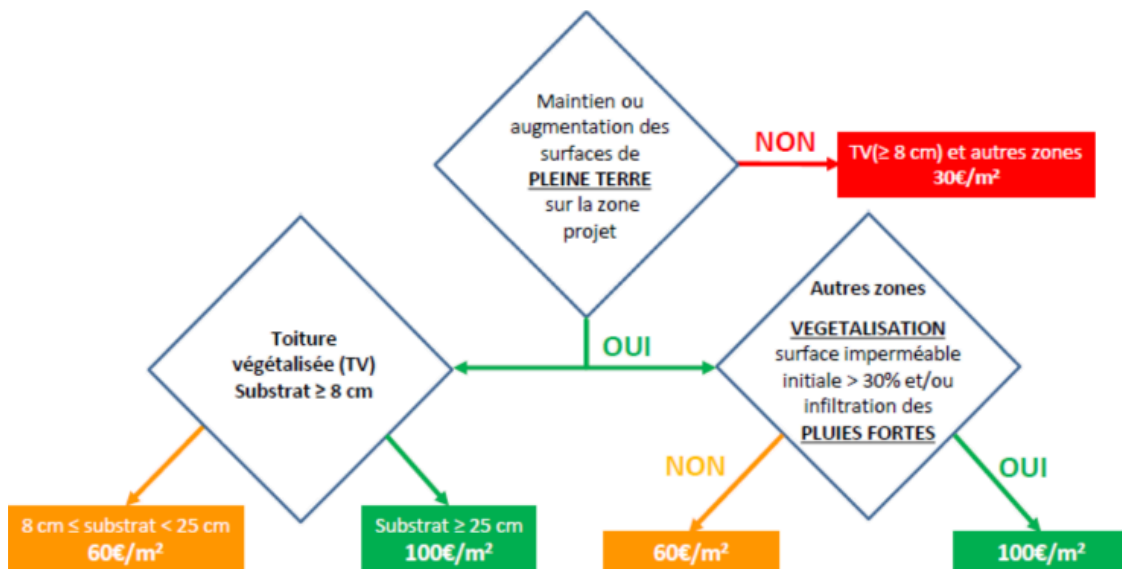 Maintien ou
augmentation des
surfaces de
PLEINE TERRE
sur la zone
projet
NON
TV(≥ 8 cm) et autres zones
30€/m²
OUI
Toiture
végétalisée (TV)
Substrat ≥ 8 cm
Autres zones
VEGETALISATION
surface imperméable
initiale > 30% et/ou
infiltration des
PLUIES FORTES
NON
OUI
8 cm ≤ substrat < 25 cm
60€/m²
Substrat ≥ 25 cm
100€/m²
60€/m²
100€/m²